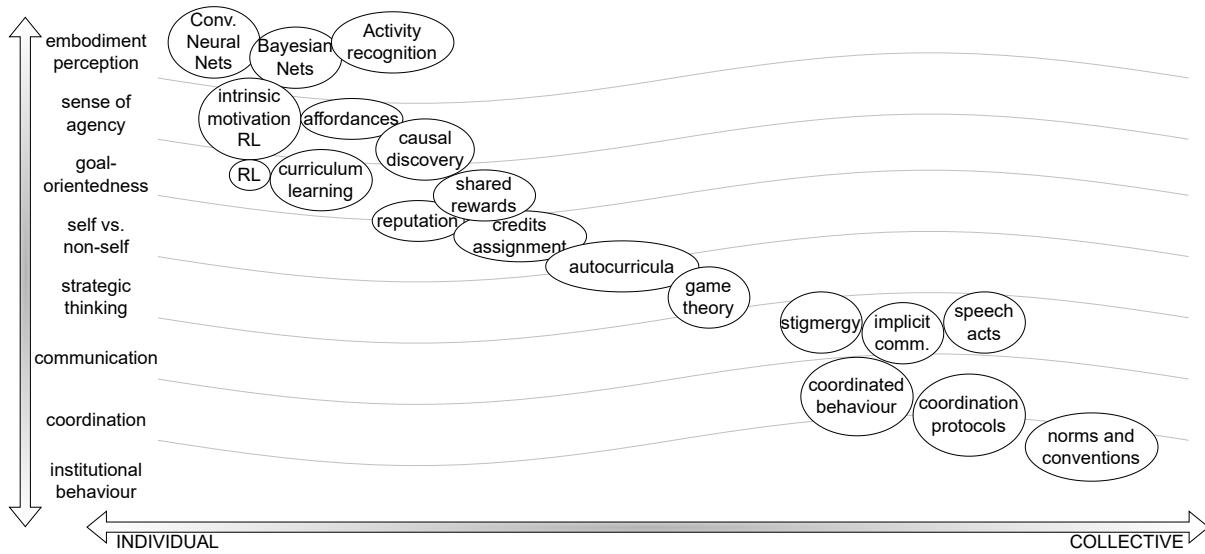 embodiment
perception
Conv.
Neural
Nets
Bayesian
Nets
Activity
recognition
sense of
agency
intrinsic
motivation
RL
affordances
causal
discovery
goal-
orientedness
RL
curriculum
learning
shared
rewards
self vs.
non-self
reputation
credits
assignment
autocurricula
strategic
thinking
game
theory
stigmergy
implicit
comm.
speech
acts
communication
coordinated
behaviour
coordination
coordination
protocols
norms and
conventions
institutional
behaviour
INDIVIDUAL
COLLECTIVE